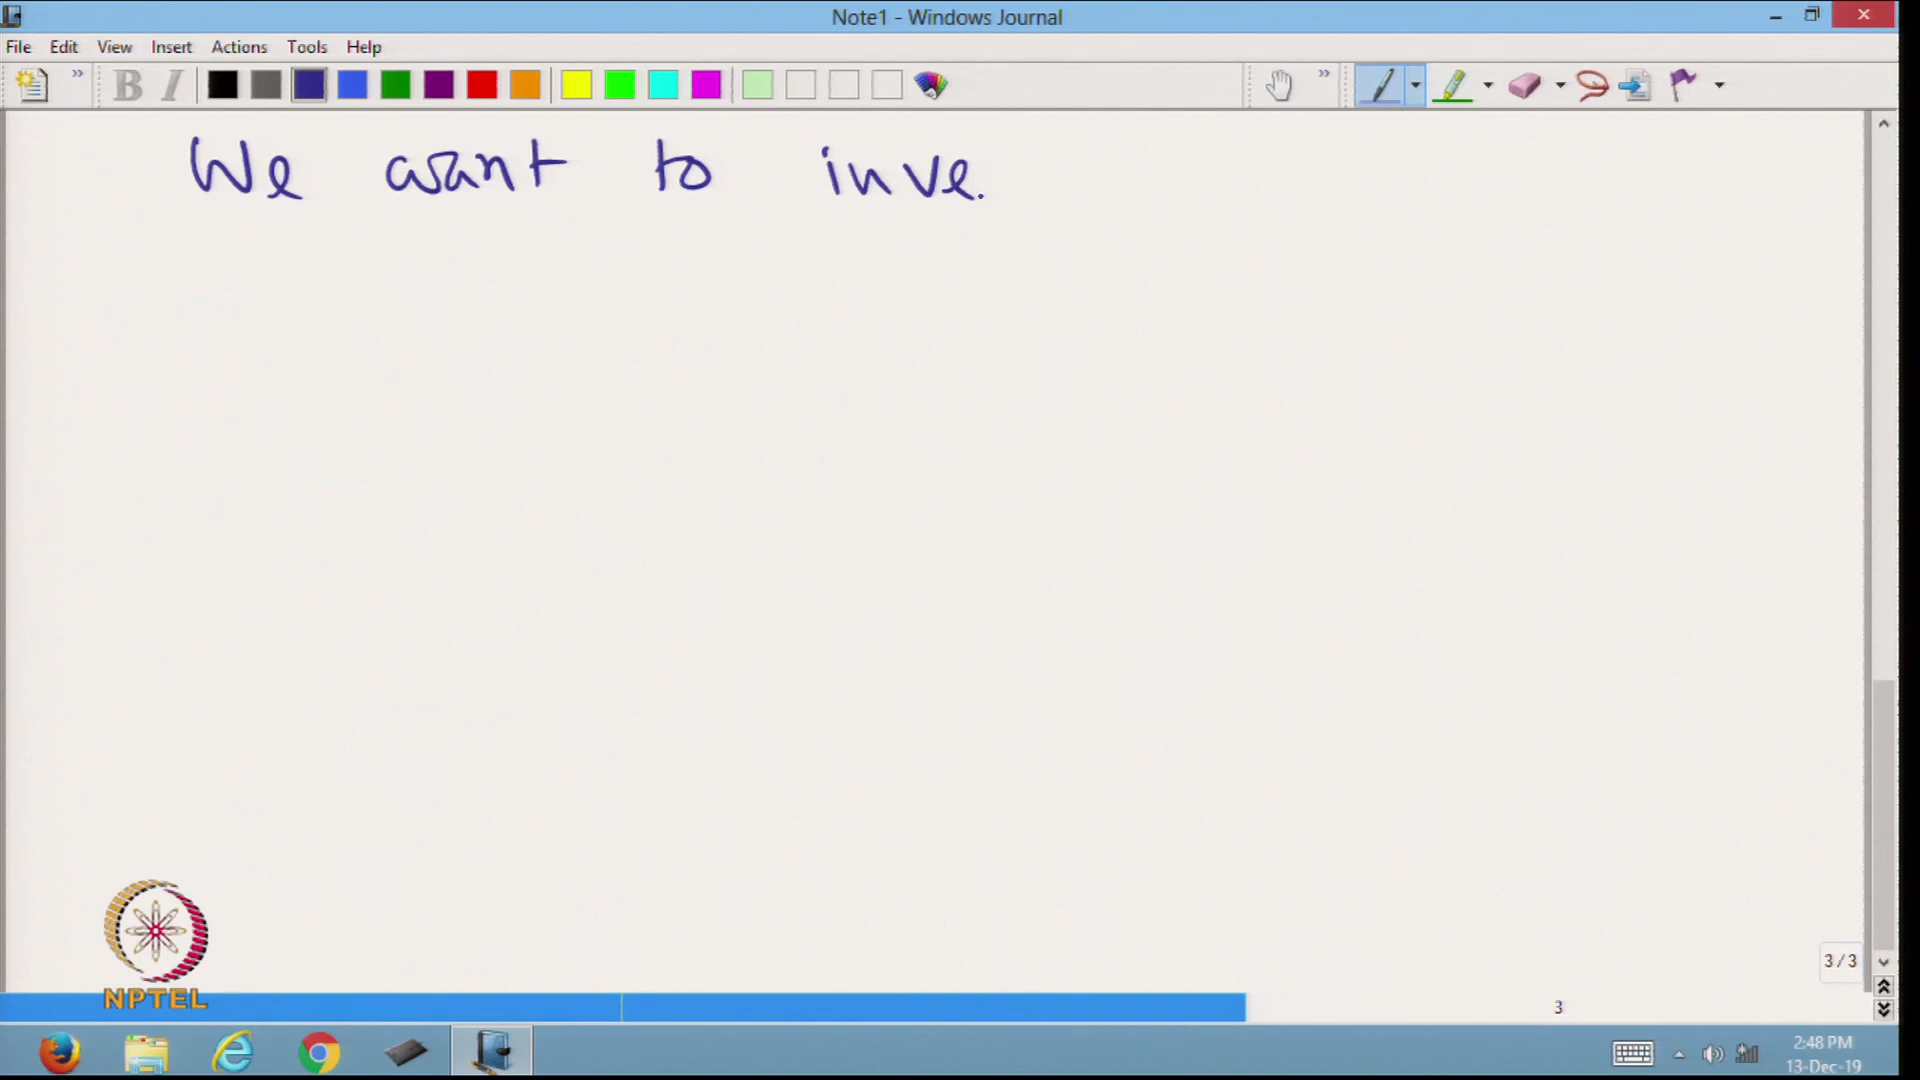 Note1 - Windows Journal
File Edit View Insert Actions Tools Help
B I
We want to inve
3 / 3
NPTEL
3
2:48 PM
13-Dec-19